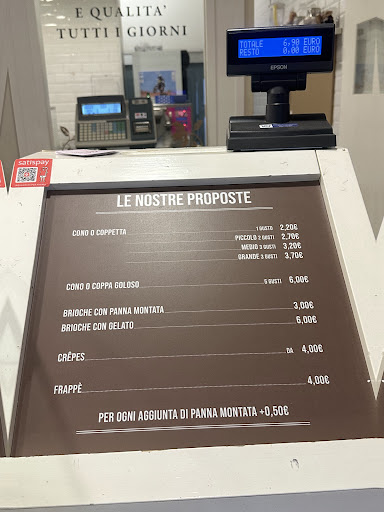 E QUALITA'
TUTTI I GIORNI
TOTALE 6,90 EURO
RESTO 0,00 EURO
EPSON
satispay
LE NOSTRE PROPOSTE
CONO O COPPETTA 1 GUSTO 2,20€
PICCOLO 2 GUSTI 2,70€
MEDIO 3 GUSTI 3,20€
GRANDE 3 GUSTI 3,70€
CONO O COPPA GOLOSO 5 GUSTI 6,00€
BRIOCHE CON PANNA MONTATA 3,00€
BRIOCHE CON GELATO 6,00€
CRÊPES DA 4,00€
FRAPPÈ 4,00€
PER OGNI AGGIUNTA DI PANNA MONTATA +0,50€